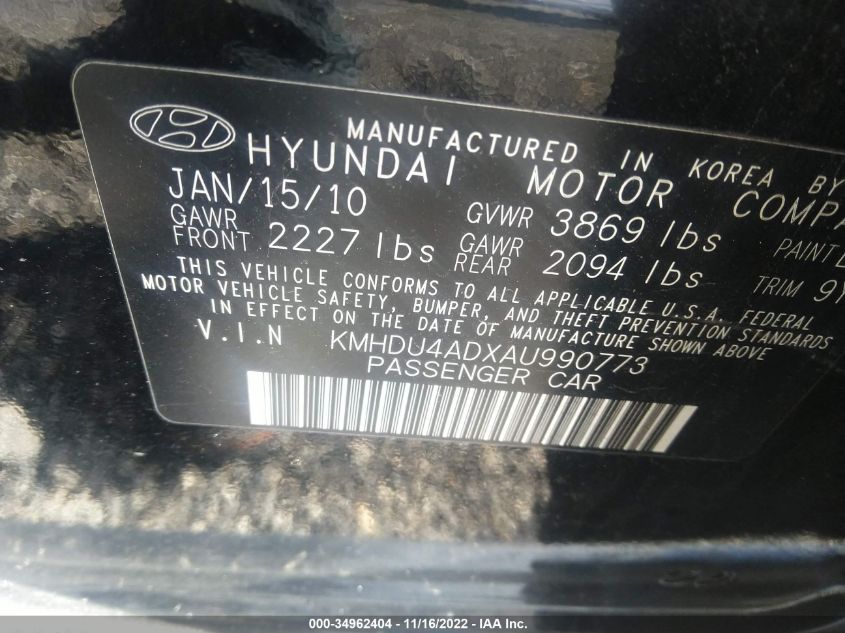 MANUFACTURED IN KOREA BY
HYUNDAI MOTOR
JAN/15/10 GVWR 3869 lbs PAINT
GAWR FRONT 2227 lbs GAWR REAR 2094 lbs TRIM
THIS VEHICLE CONFORMS TO ALL APPLICABLE U.S.A. FEDERAL
MOTOR VEHICLE SAFETY, BUMPER, AND THEFT PREVENTION STANDARDS
IN EFFECT ON THE DATE OF MANUFACTURE SHOWN ABOVE
V.I.N KMHDU4ADXAU990773
PASSENGER CAR
000-34962404 - 11/16/2022 - IAA Inc.